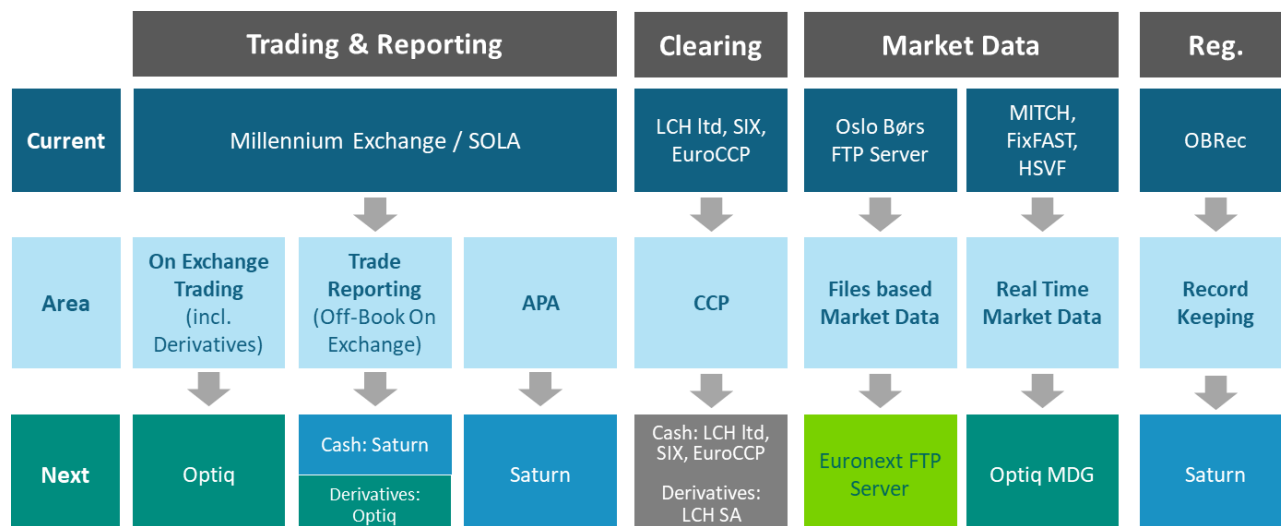 Trading & Reporting
Clearing
Market Data
Reg.
Current
Millennium Exchange / SOLA
LCH ltd, SIX,
EuroCCP
Oslo Børs
FTP Server
MITCH,
FixFAST,
HSVF
OBRec
Area
On Exchange
Trading
(incl.
Derivatives)
Trade
Reporting
(Off-Book On
Exchange)
APA
CCP
Files based
Market Data
Real Time
Market Data
Record
Keeping
Next
Optiq
Cash: Saturn
Derivatives:
Optiq
Saturn
Cash: LCH ltd,
SIX, EuroCCP
Derivatives:
LCH SA
Euronext FTP
Server
Optiq MDG
Saturn